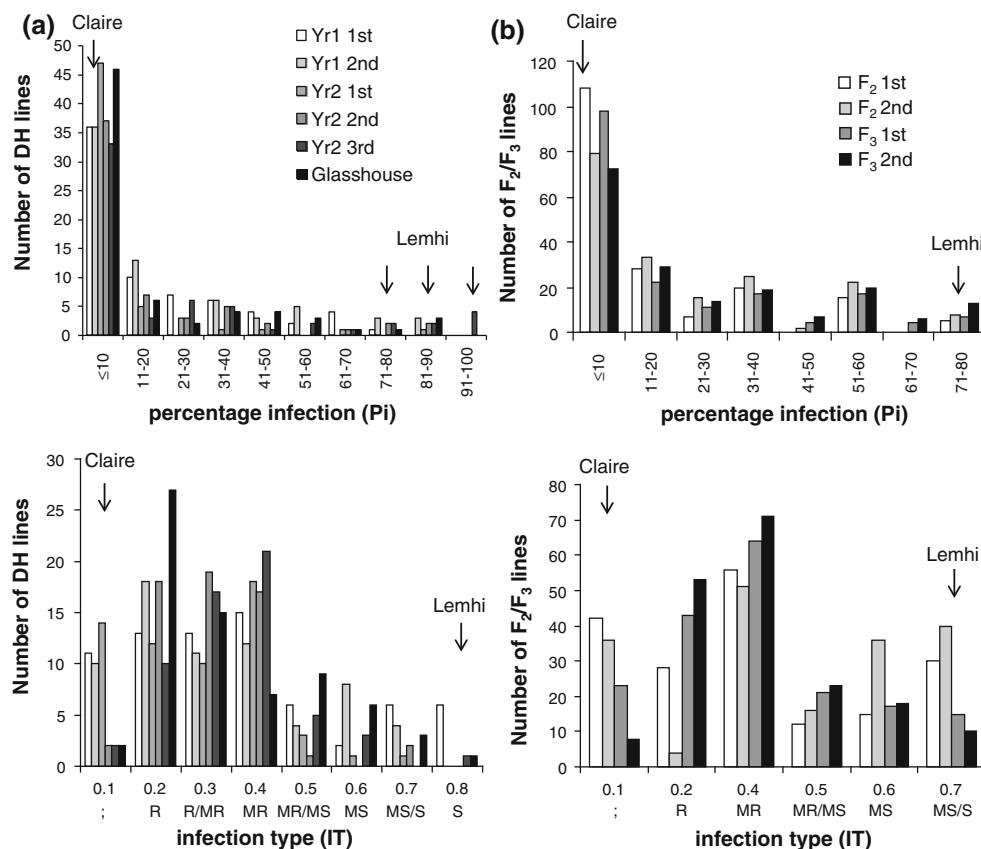 (a)
Claire
Number of DH lines
50
45
40
35
30
25
20
15
10
5
0
Yr1 1st
Yr1 2nd
Yr2 1st
Yr2 2nd
Yr2 3rd
Glasshouse
Lemhi
≤10
11-20
21-30
31-40
41-50
51-60
61-70
71-80
81-90
91-100
percentage infection (Pi)
(b)
Claire
Number of F2/F3 lines
120
100
80
60
40
20
0
F2 1st
F2 2nd
F3 1st
F3 2nd
Lemhi
≤10
11-20
21-30
31-40
41-50
51-60
61-70
71-80
percentage infection (Pi)
Claire
Number of DH lines
30
25
20
15
10
5
0
Lemhi
0.1 0.2 0.3 0.4 0.5 0.6 0.7 0.8
; R R/MR MR MR/MS MS MS/S S
infection type (IT)
Claire
Number of F2/F3 lines
80
70
60
50
40
30
20
10
0
Lemhi
0.1 0.2 0.4 0.5 0.6 0.7
; R MR MR/MS MS MS/S
infection type (IT)